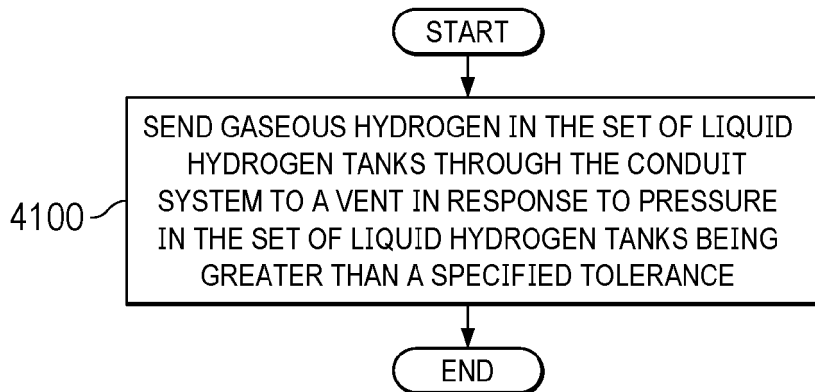 START
SEND GASEOUS HYDROGEN IN THE SET OF LIQUID
HYDROGEN TANKS THROUGH THE CONDUIT
SYSTEM TO A VENT IN RESPONSE TO PRESSURE
IN THE SET OF LIQUID HYDROGEN TANKS BEING
GREATER THAN A SPECIFIED TOLERANCE
4100
END